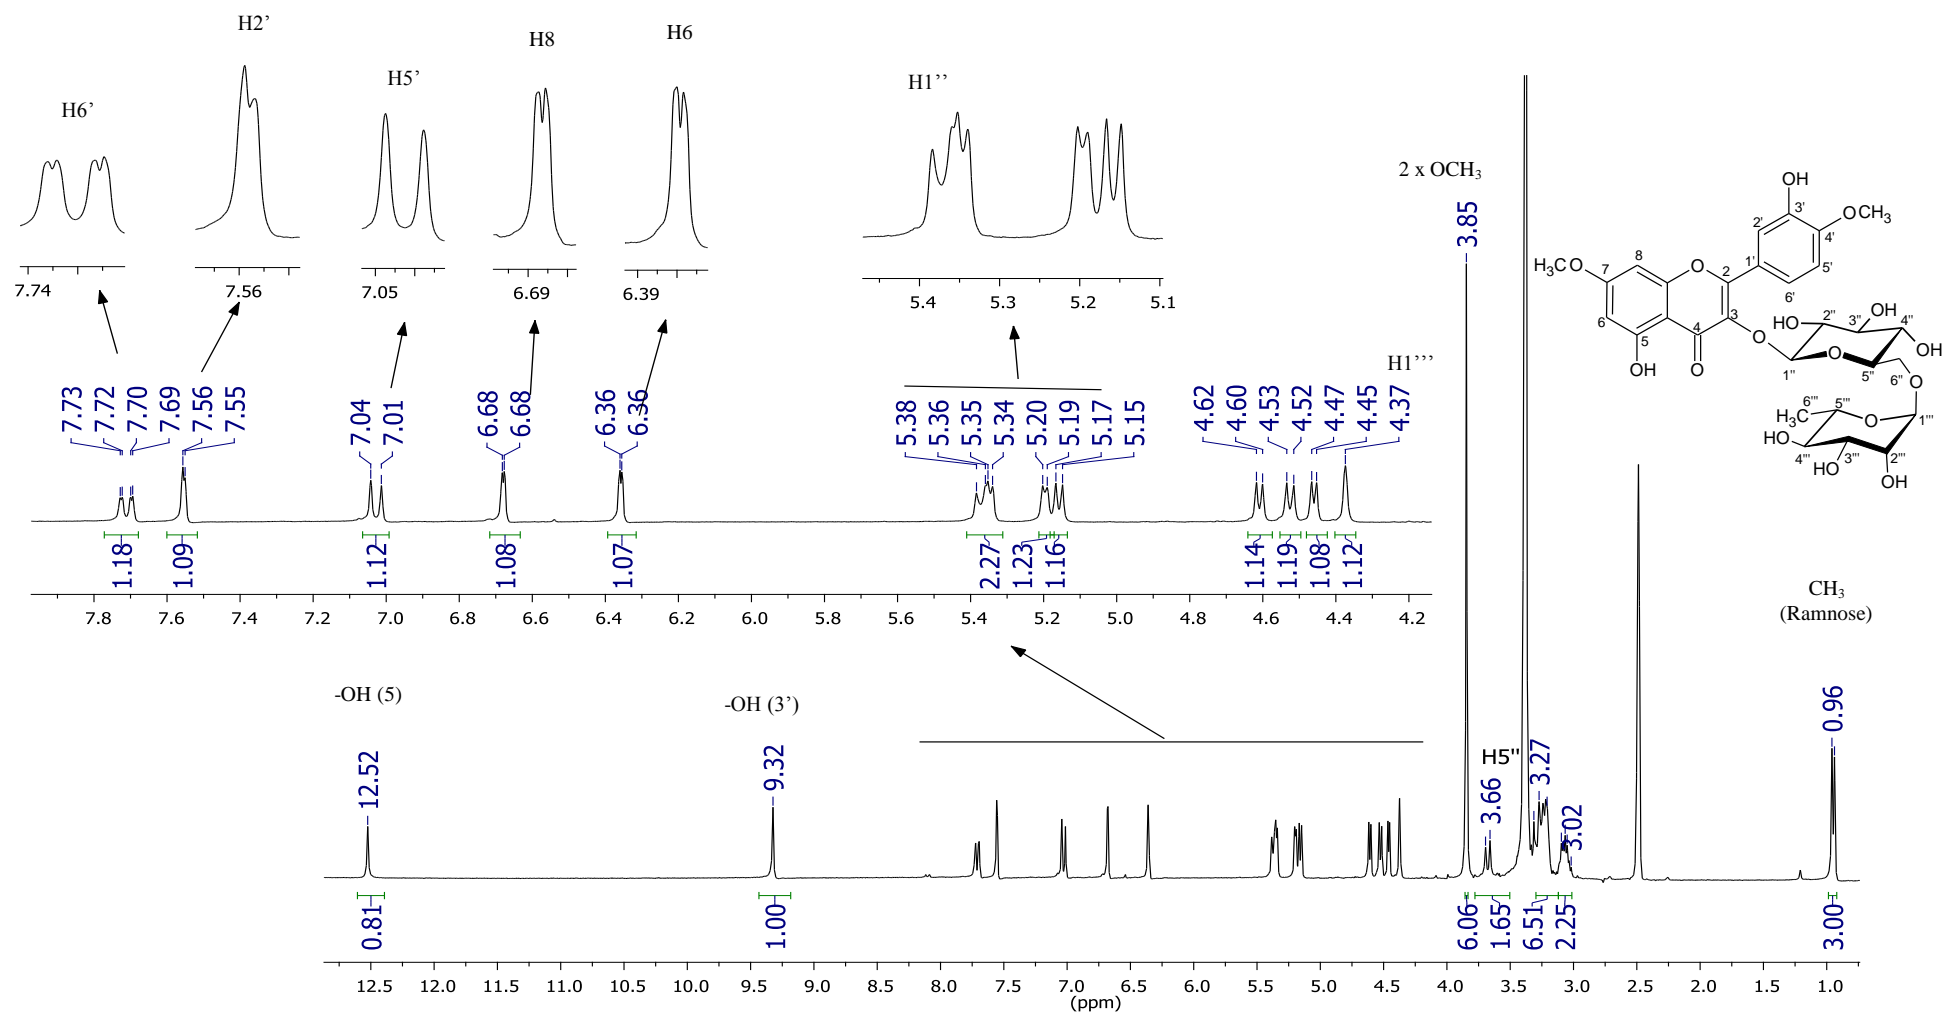 H6’
H2’
H5’
H8
H6
H1’’
7.74
7.56
7.05
6.69
6.39
5.4 5.3 5.2 5.1
2 x OCH3
3.85
H1’’’
7.73 7.72 7.70 7.69 7.56 7.55 7.04 7.01 6.68 6.68 6.36 6.36 5.38 5.36 5.35 5.34 5.20 5.19 5.17 5.15 4.62 4.60 4.53 4.52 4.47 4.45 4.37
1.18 1.09 1.12 1.08 1.07 2.27 1.23 1.16 1.14 1.19 1.08 1.12
7.8 7.6 7.4 7.2 7.0 6.8 6.6 6.4 6.2 6.0 5.8 5.6 5.4 5.2 5.0 4.8 4.6 4.4 4.2
OH
3'
2'
OCH3
4'
1'
5'
6'
H3CO
7
8
O
2
6
5
4
3
OH
O
O
HO
2''
3''
OH
4''
OH
O
1''
5''
6''
O
6'''
H3C
5'''
O
1'''
HO
4'''
3'''
HO
2'''
OH
CH3
(Ramnose)
-OH (5)
-OH (3’)
12.52
9.32
H5"
3.66
3.27
3.02
0.96
0.81 1.00 6.06 1.65 6.51 2.25 3.00
12.5 12.0 11.5 11.0 10.5 10.0 9.5 9.0 8.5 8.0 7.5 7.0 6.5 6.0 5.5 5.0 4.5 4.0 3.5 3.0 2.5 2.0 1.5 1.0
(ppm)